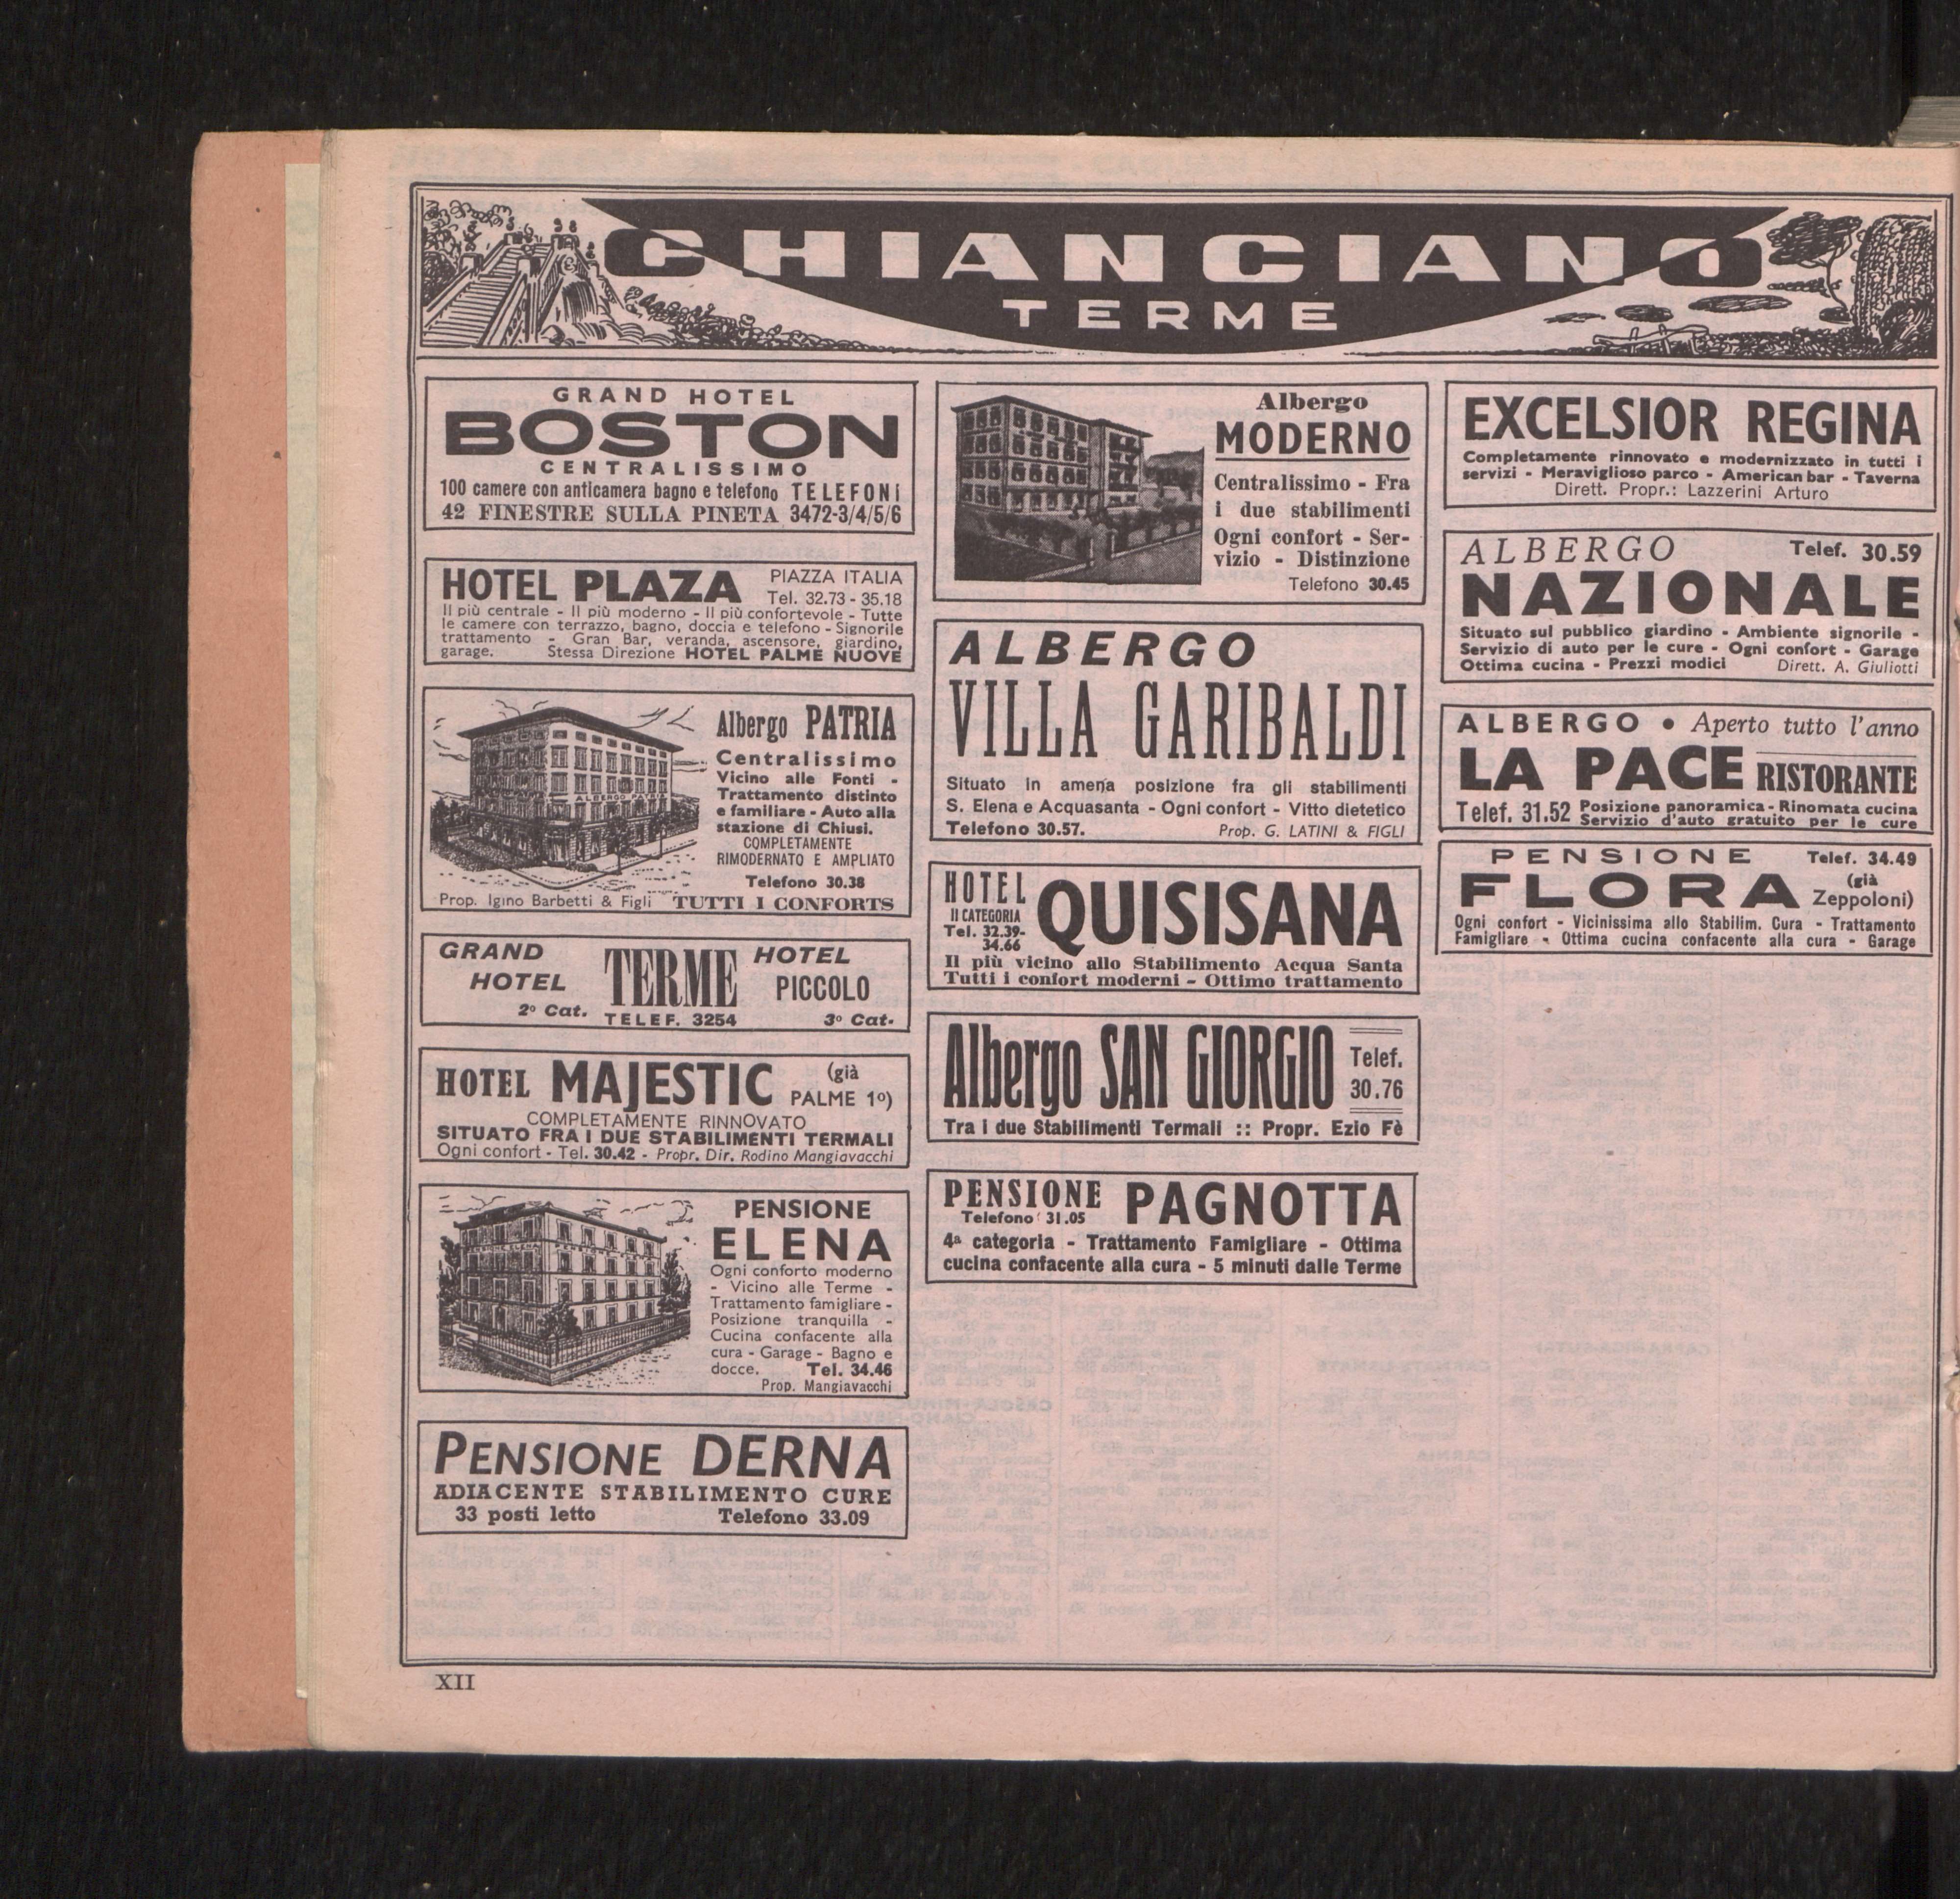 CHIANCIANO
TERME
GRAND HOTEL
BOSTON
CENTRALISSIMO
100 camere con anticamera bagno e telefono TELEFONI
42 FINESTRE SULLA PINETA 3472-3/4/5/6
HOTEL PLAZA PIAZZA ITALIA
Tel. 32.73 - 35.18
Il più centrale - Il più moderno - Il più confortevole - Tutte
le camere con terrazzo, bagno, doccia e telefono - Signorile
trattamento - Gran Bar, veranda, ascensore, giardino,
garage. Stessa Direzione HOTEL PALME NUOVE
Albergo PATRIA
Centralissimo
Vicino alle Fonti -
Trattamento distinto
e familiare - Auto alla
stazione di Chiusi.
COMPLETAMENTE
RIMODERNATO E AMPLIATO
Telefono 30.38
ALBERGO PATRIA
Prop. Igino Barbetti & Figli TUTTI I CONFORTS
GRAND
HOTEL
2º Cat.
TERME
TELEF. 3254
HOTEL
PICCOLO
3º Cat.
HOTEL MAJESTIC (già
PALME 1º)
COMPLETAMENTE RINNOVATO
SITUATO FRA I DUE STABILIMENTI TERMALI
Ogni confort - Tel. 30.42 - Propr. Dir. Rodino Mangiavacchi
PENSIONE
ELENA
Ogni conforto moderno
- Vicino alle Terme -
Trattamento famigliare -
Posizione tranquilla -
Cucina confacente alla
cura - Garage - Bagno e
docce. Tel. 34.46
Prop. Mangiavacchi
PENSIONE DERNA
ADIACENTE STABILIMENTO CURE
33 posti letto Telefono 33.09
Albergo
MODERNO
Centralissimo - Fra
i due stabilimenti
Ogni confort - Ser-
vizio - Distinzione
Telefono 30.45
ALBERGO
VILLA GARIBALDI
Situato in amena posizione fra gli stabilimenti
S. Elena e Acquasanta - Ogni confort - Vitto dietetico
Telefono 30.57. Prop. G. LATINI & FIGLI
HOTEL
II CATEGORIA
Tel. 32.39-
34.66
QUISISANA
Il più vicino allo Stabilimento Acqua Santa
Tutti i confort moderni - Ottimo trattamento
Albergo SAN GIORGIO Telef.
30.76
Tra i due Stabilimenti Termali :: Propr. Ezio Fè
PENSIONE PAGNOTTA
Telefono 31.05
4ª categoria - Trattamento Famigliare - Ottima
cucina confacente alla cura - 5 minuti dalle Terme
EXCELSIOR REGINA
Completamente rinnovato e modernizzato in tutti i
servizi - Meraviglioso parco - American bar - Taverna
Dirett. Propr.: Lazzerini Arturo
ALBERGO Telef. 30.59
NAZIONALE
Situato sul pubblico giardino - Ambiente signorile -
Servizio di auto per le cure - Ogni confort - Garage
Ottima cucina - Prezzi modici Dirett. A. Giuliotti
ALBERGO • Aperto tutto l'anno
LA PACE RISTORANTE
Telef. 31.52 Posizione panoramica - Rinomata cucina
Servizio d'auto gratuito per le cure
PENSIONE Telef. 34.49
FLORA (già
Zeppoloni)
Ogni confort - Vicinissima allo Stabilim. Cura - Trattamento
Famigliare - Ottima cucina confacente alla cura - Garage
XII